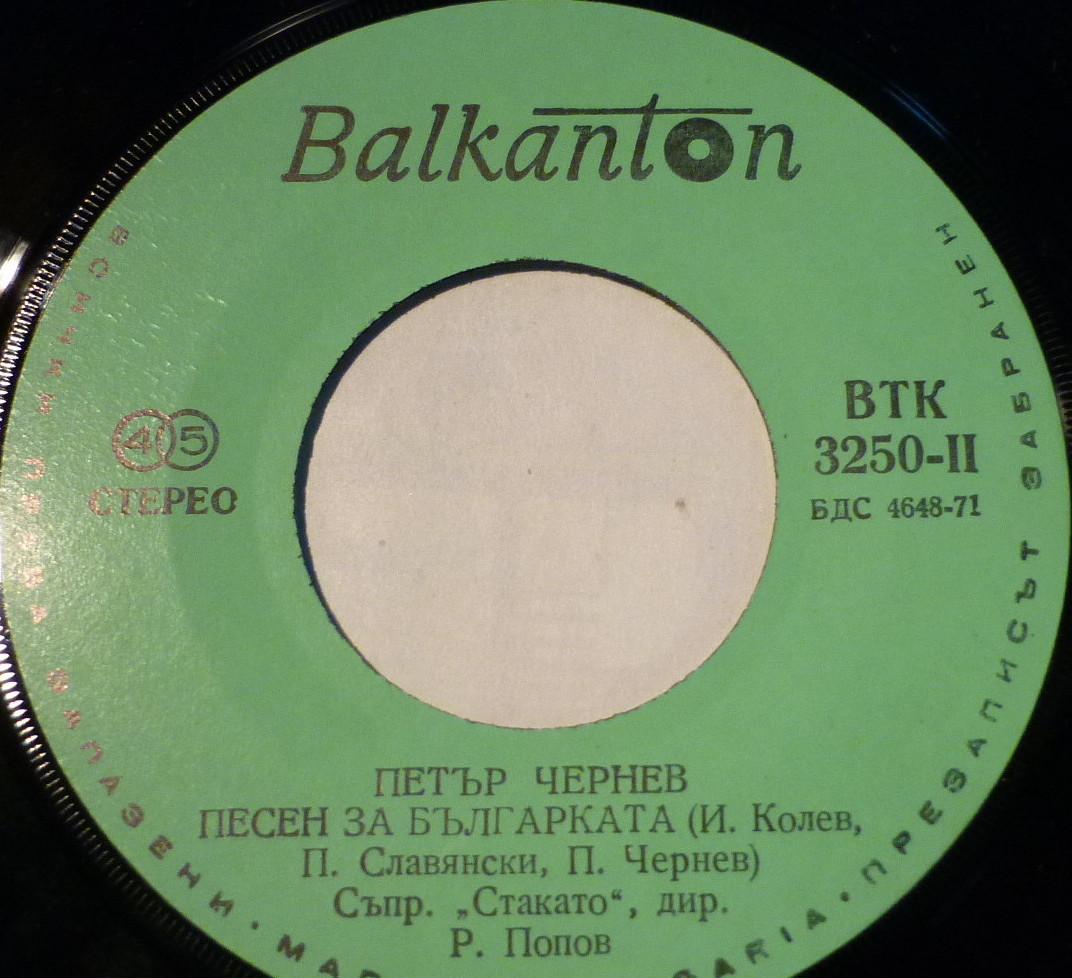 Balkanton
45
СТЕРЕО
ВТК
3250-II
БДС 4648-71
ПЕТЪР ЧЕРНЕВ
ПЕСЕН ЗА БЪЛГАРКАТА (И. Колев,
П. Славянски, П. Чернев)
Съпр. „Стакато“, дир.
Р. Попов
ЗАПАЗЕНИ
ПРЕЗАПИСЪТ ЗАБРАНЕН